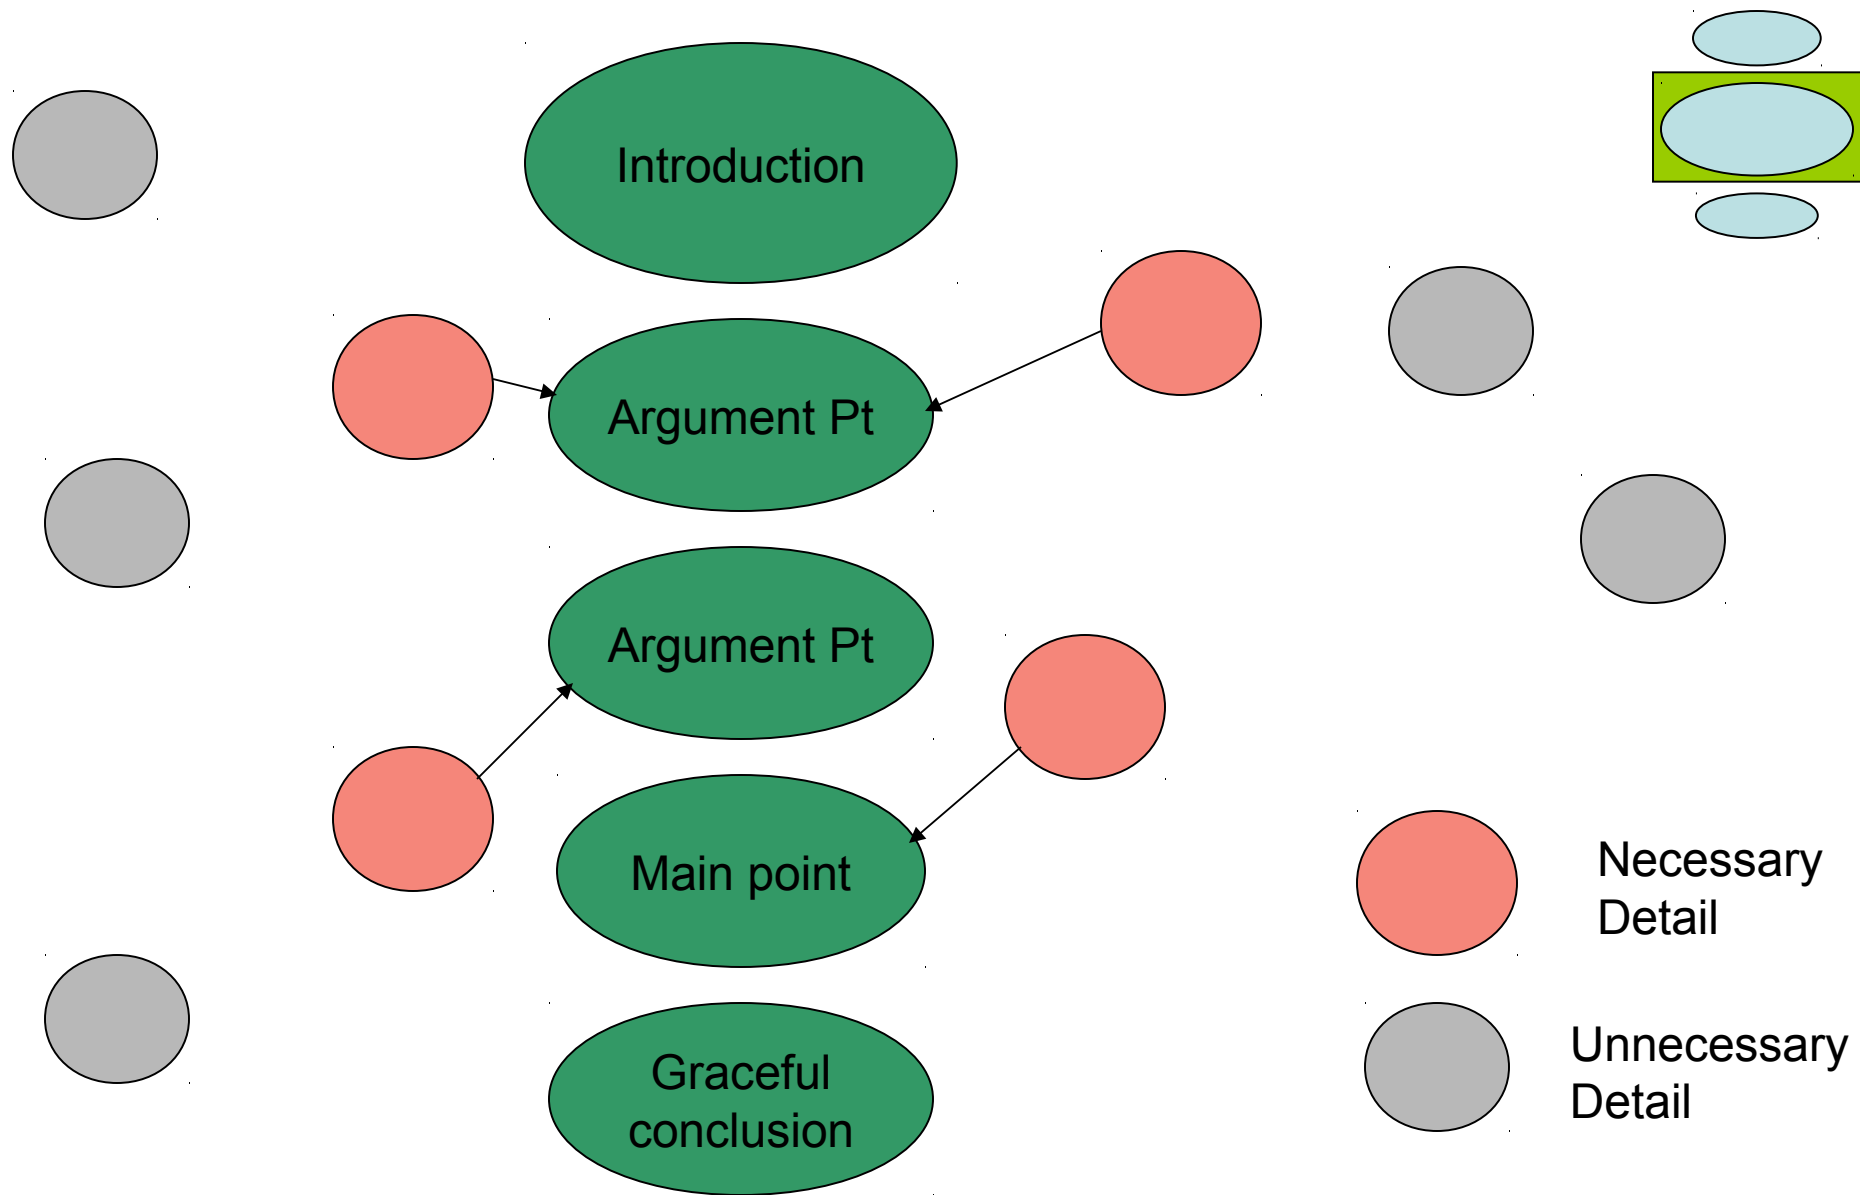 Introduction
Argument Pt
Argument Pt
Main point
Graceful
conclusion
Necessary
Detail
Unnecessary
Detail